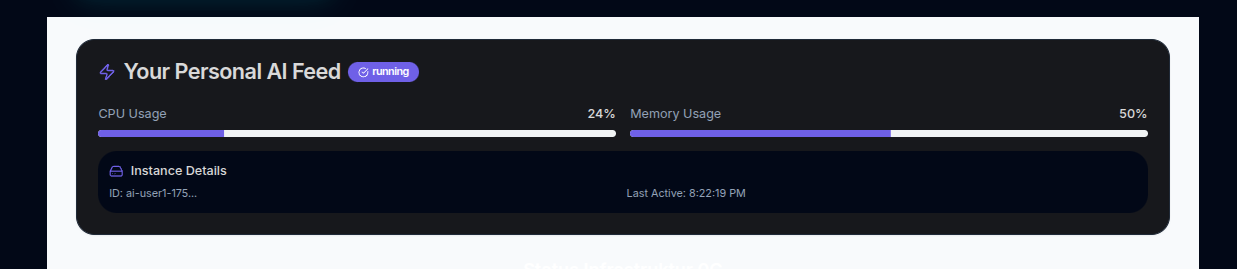 Your Personal AI Feed running
CPU Usage 24% Memory Usage 50%
Instance Details
ID: ai-user1-175... Last Active: 8:22:19 PM